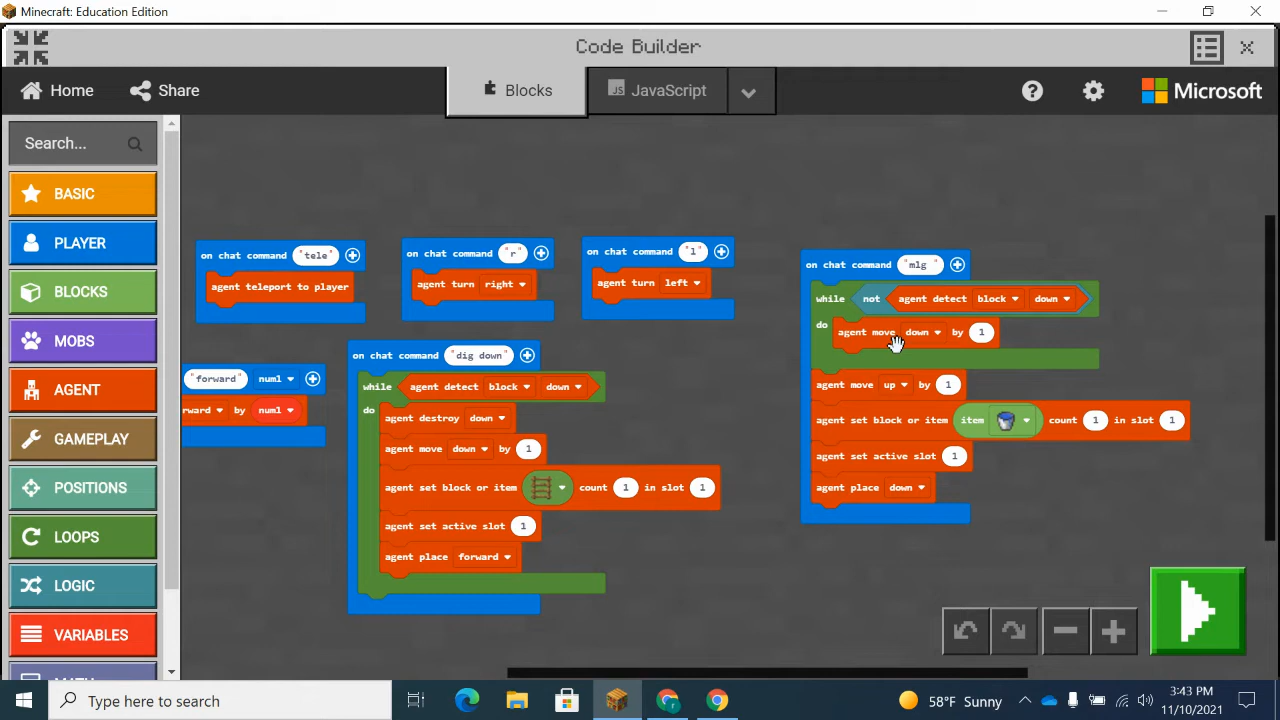 Minecraft: Education Edition
Code Builder
Home
Share
Blocks
JS JavaScript
Microsoft
Search...
BASIC
PLAYER
BLOCKS
MOBS
AGENT
GAMEPLAY
POSITIONS
LOOPS
LOGIC
VARIABLES
on chat command "tele"
agent teleport to player
on chat command "r"
agent turn right
on chat command "l"
agent turn left
"forward" num1
rward by num1
on chat command "dig down"
while agent detect block down
do
agent destroy down
agent move down by 1
agent set block or item count 1 in slot 1
agent set active slot 1
agent place forward
on chat command "mlg"
while not agent detect block down
do agent move down by 1
agent move up by 1
agent set block or item item count 1 in slot 1
agent set active slot 1
agent place down
Type here to search
58°F Sunny
3:43 PM
11/10/2021